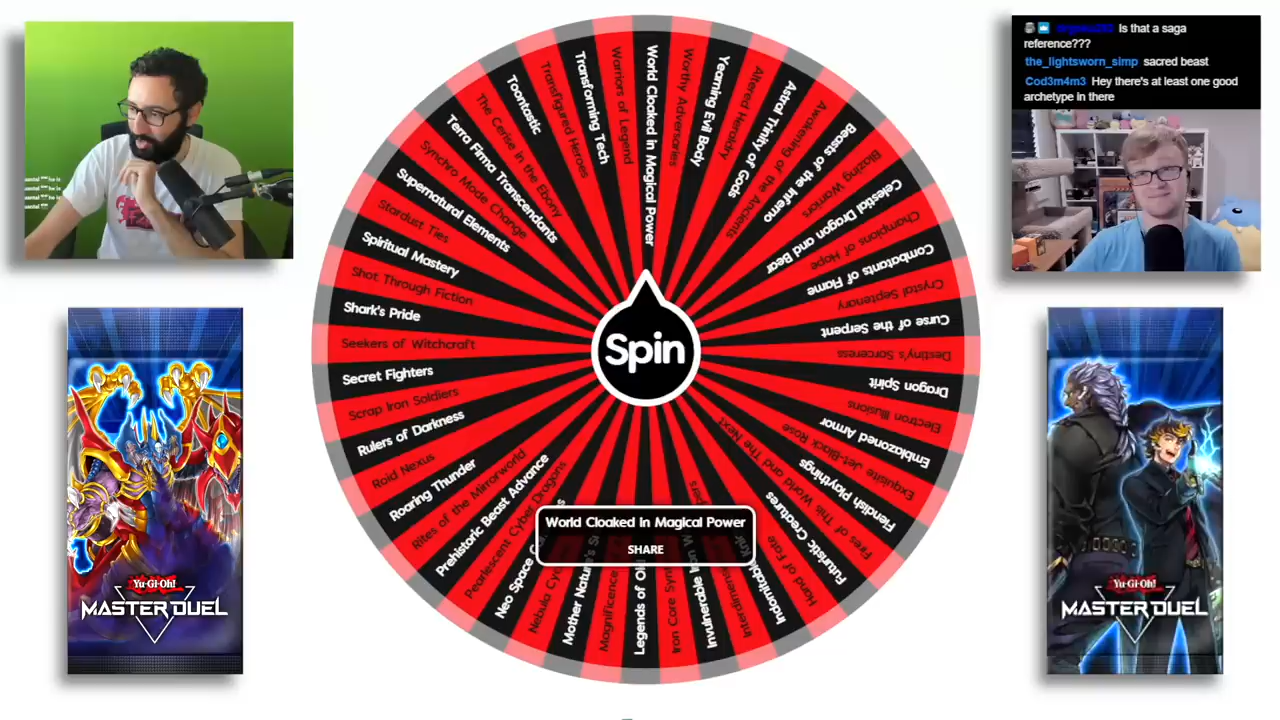 Is that a saga
reference???
the_lightsworn_simp sacred beast
Cod3m4m3 Hey there's at least one good
archetype in there
World Cloaked in Magical Power
Worthy Adversaries
Yearning Evil Body
Altered Heraldry
Astral Trinity of Gods
Awakening of the Ancients
Beasts of the Inferno
Blazing Warriors
Celestial Dragon and Bear
Champions of Hope
Combatants of Flame
Crystal Septenary
Curse of the Serpent
Destiny's Sorceress
Dragon Spirit
Electron Illusions
Emblazoned Armor
Exquisite Jet-Black Rose
Fiendish Playthings
Fires of This World and The Next
Futuristic Creatures
Hand of Fate
Indomitable
Invulnerable
Iron Core
Legends of
Magnificence
Mother Nature's
Nebula
Neo Space
Pearlescent Cyber Dragons
Prehistoric Beast Advance
Rites of the Mirrorworld
Roaring Thunder
Raid Nexus
Rulers of Darkness
Scrap Iron Soldiers
Secret Fighters
Seekers of Witchcraft
Shark's Pride
Shot Through Fiction
Spiritual Mastery
Stardust Ties
Supernatural Elements
Synchro Mode Change
Terra Firma Transcendants
The Cerise in the Ebony
Toontastic
Transfigured Heroes
Transforming Tech
Warriors of Legend
Spin
World Cloaked in Magical Power
SHARE
Yu-Gi-Oh!
MASTER DUEL
Yu-Gi-Oh!
MASTER DUEL